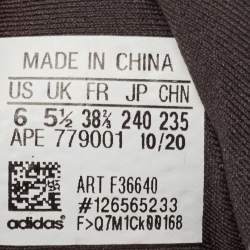 MADE IN CHINA
US UK FR JP CHN
6 5½ 38⅔ 240 235
APE 779001 10/20
ART F36640
#126565233
adidas® F>Q7M1Ck00168